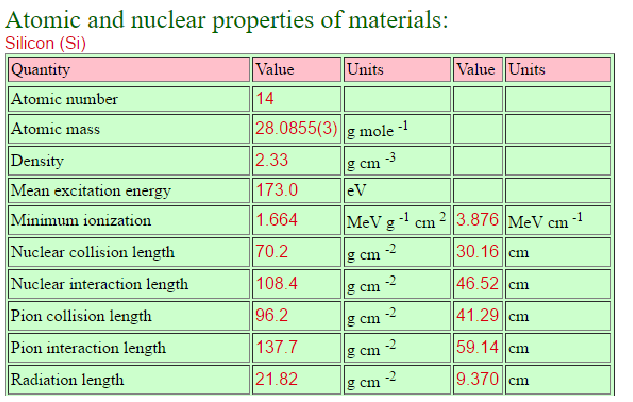 Atomic and nuclear properties of materials:
Silicon (Si)
Quantity Value Units Value Units
Atomic number 14
Atomic mass 28.0855(3) g mole -1
Density 2.33 g cm -3
Mean excitation energy 173.0 eV
Minimum ionization 1.664 MeV g -1 cm 2 3.876 MeV cm -1
Nuclear collision length 70.2 g cm -2 30.16 cm
Nuclear interaction length 108.4 g cm -2 46.52 cm
Pion collision length 96.2 g cm -2 41.29 cm
Pion interaction length 137.7 g cm -2 59.14 cm
Radiation length 21.82 g cm -2 9.370 cm